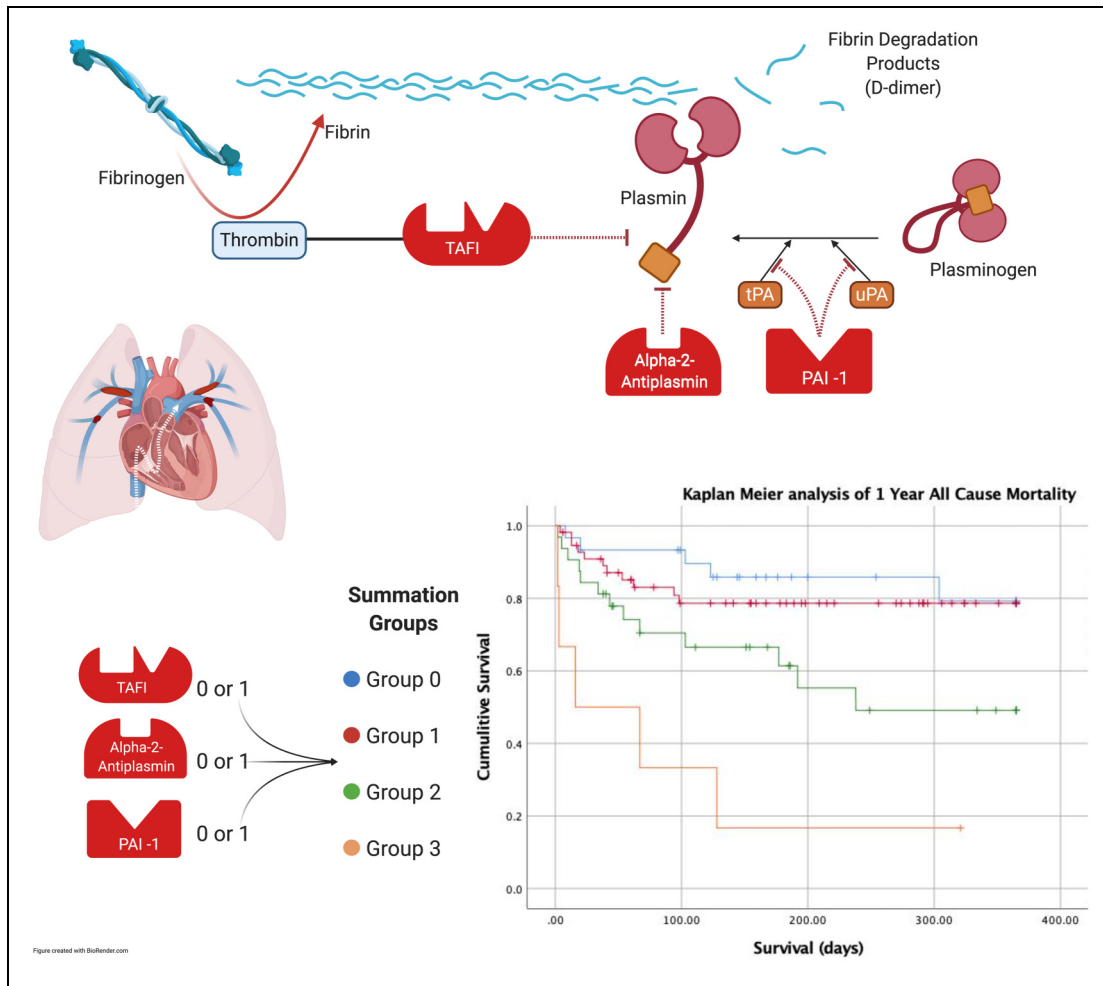 Fibrin Degradation
Products
(D-dimer)
Fibrin
Fibrinogen
Plasmin
Thrombin
TAFI
Plasminogen
tPA
uPA
Alpha-2-
Antiplasmin
PAI -1
Kaplan Meier analysis of 1 Year All Cause Mortality
Summation
Groups
TAFI
0 or 1
Alpha-2-
Antiplasmin
0 or 1
PAI -1
0 or 1
Group 0
Group 1
Group 2
Group 3
Cumulitive Survival
1.0
0.8
0.6
0.4
0.2
0.0
.00
100.00
200.00
300.00
400.00
Survival (days)
Figure created with BioRender.com